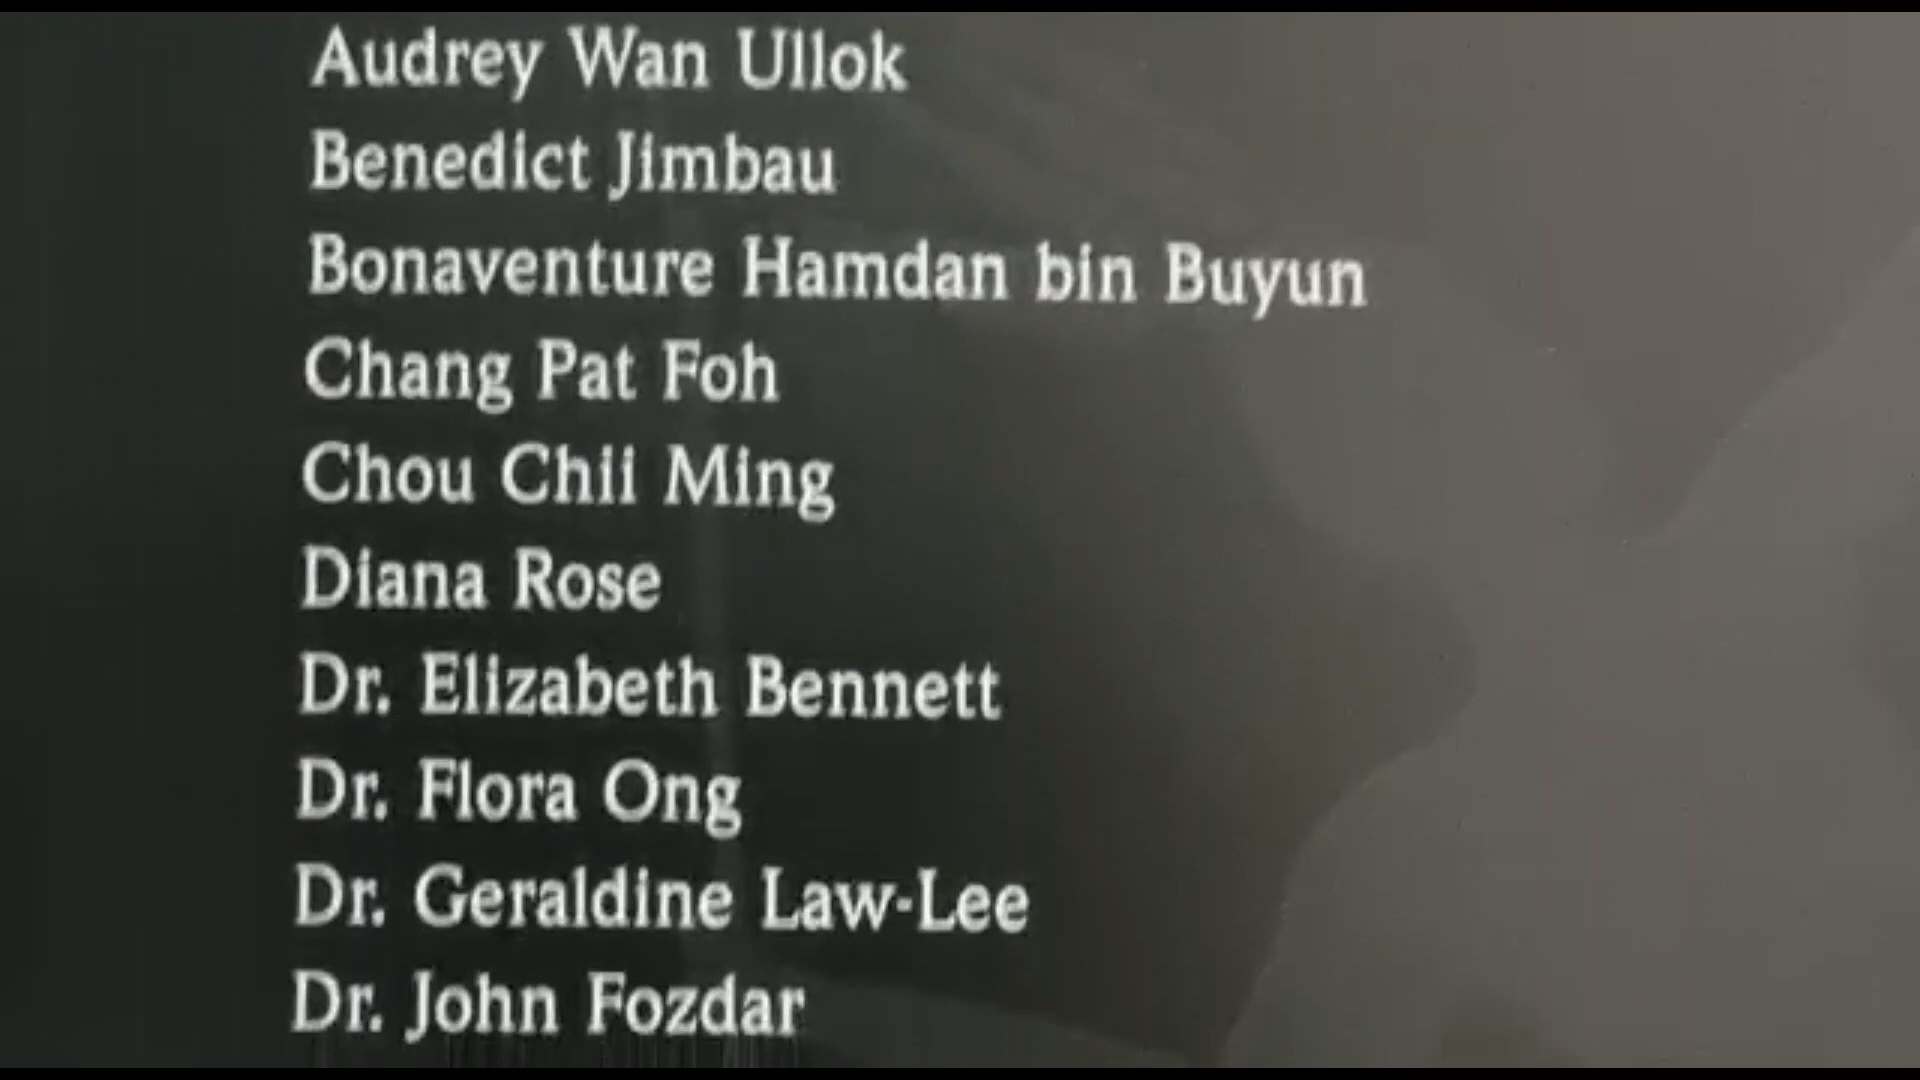 Audrey Wan Ullok
Benedict Jimbau
Bonaventure Hamdan bin Buyun
Chang Pat Foh
Chou Chii Ming
Diana Rose
Dr. Elizabeth Bennett
Dr. Flora Ong
Dr. Geraldine Law-Lee
Dr. John Fozdar